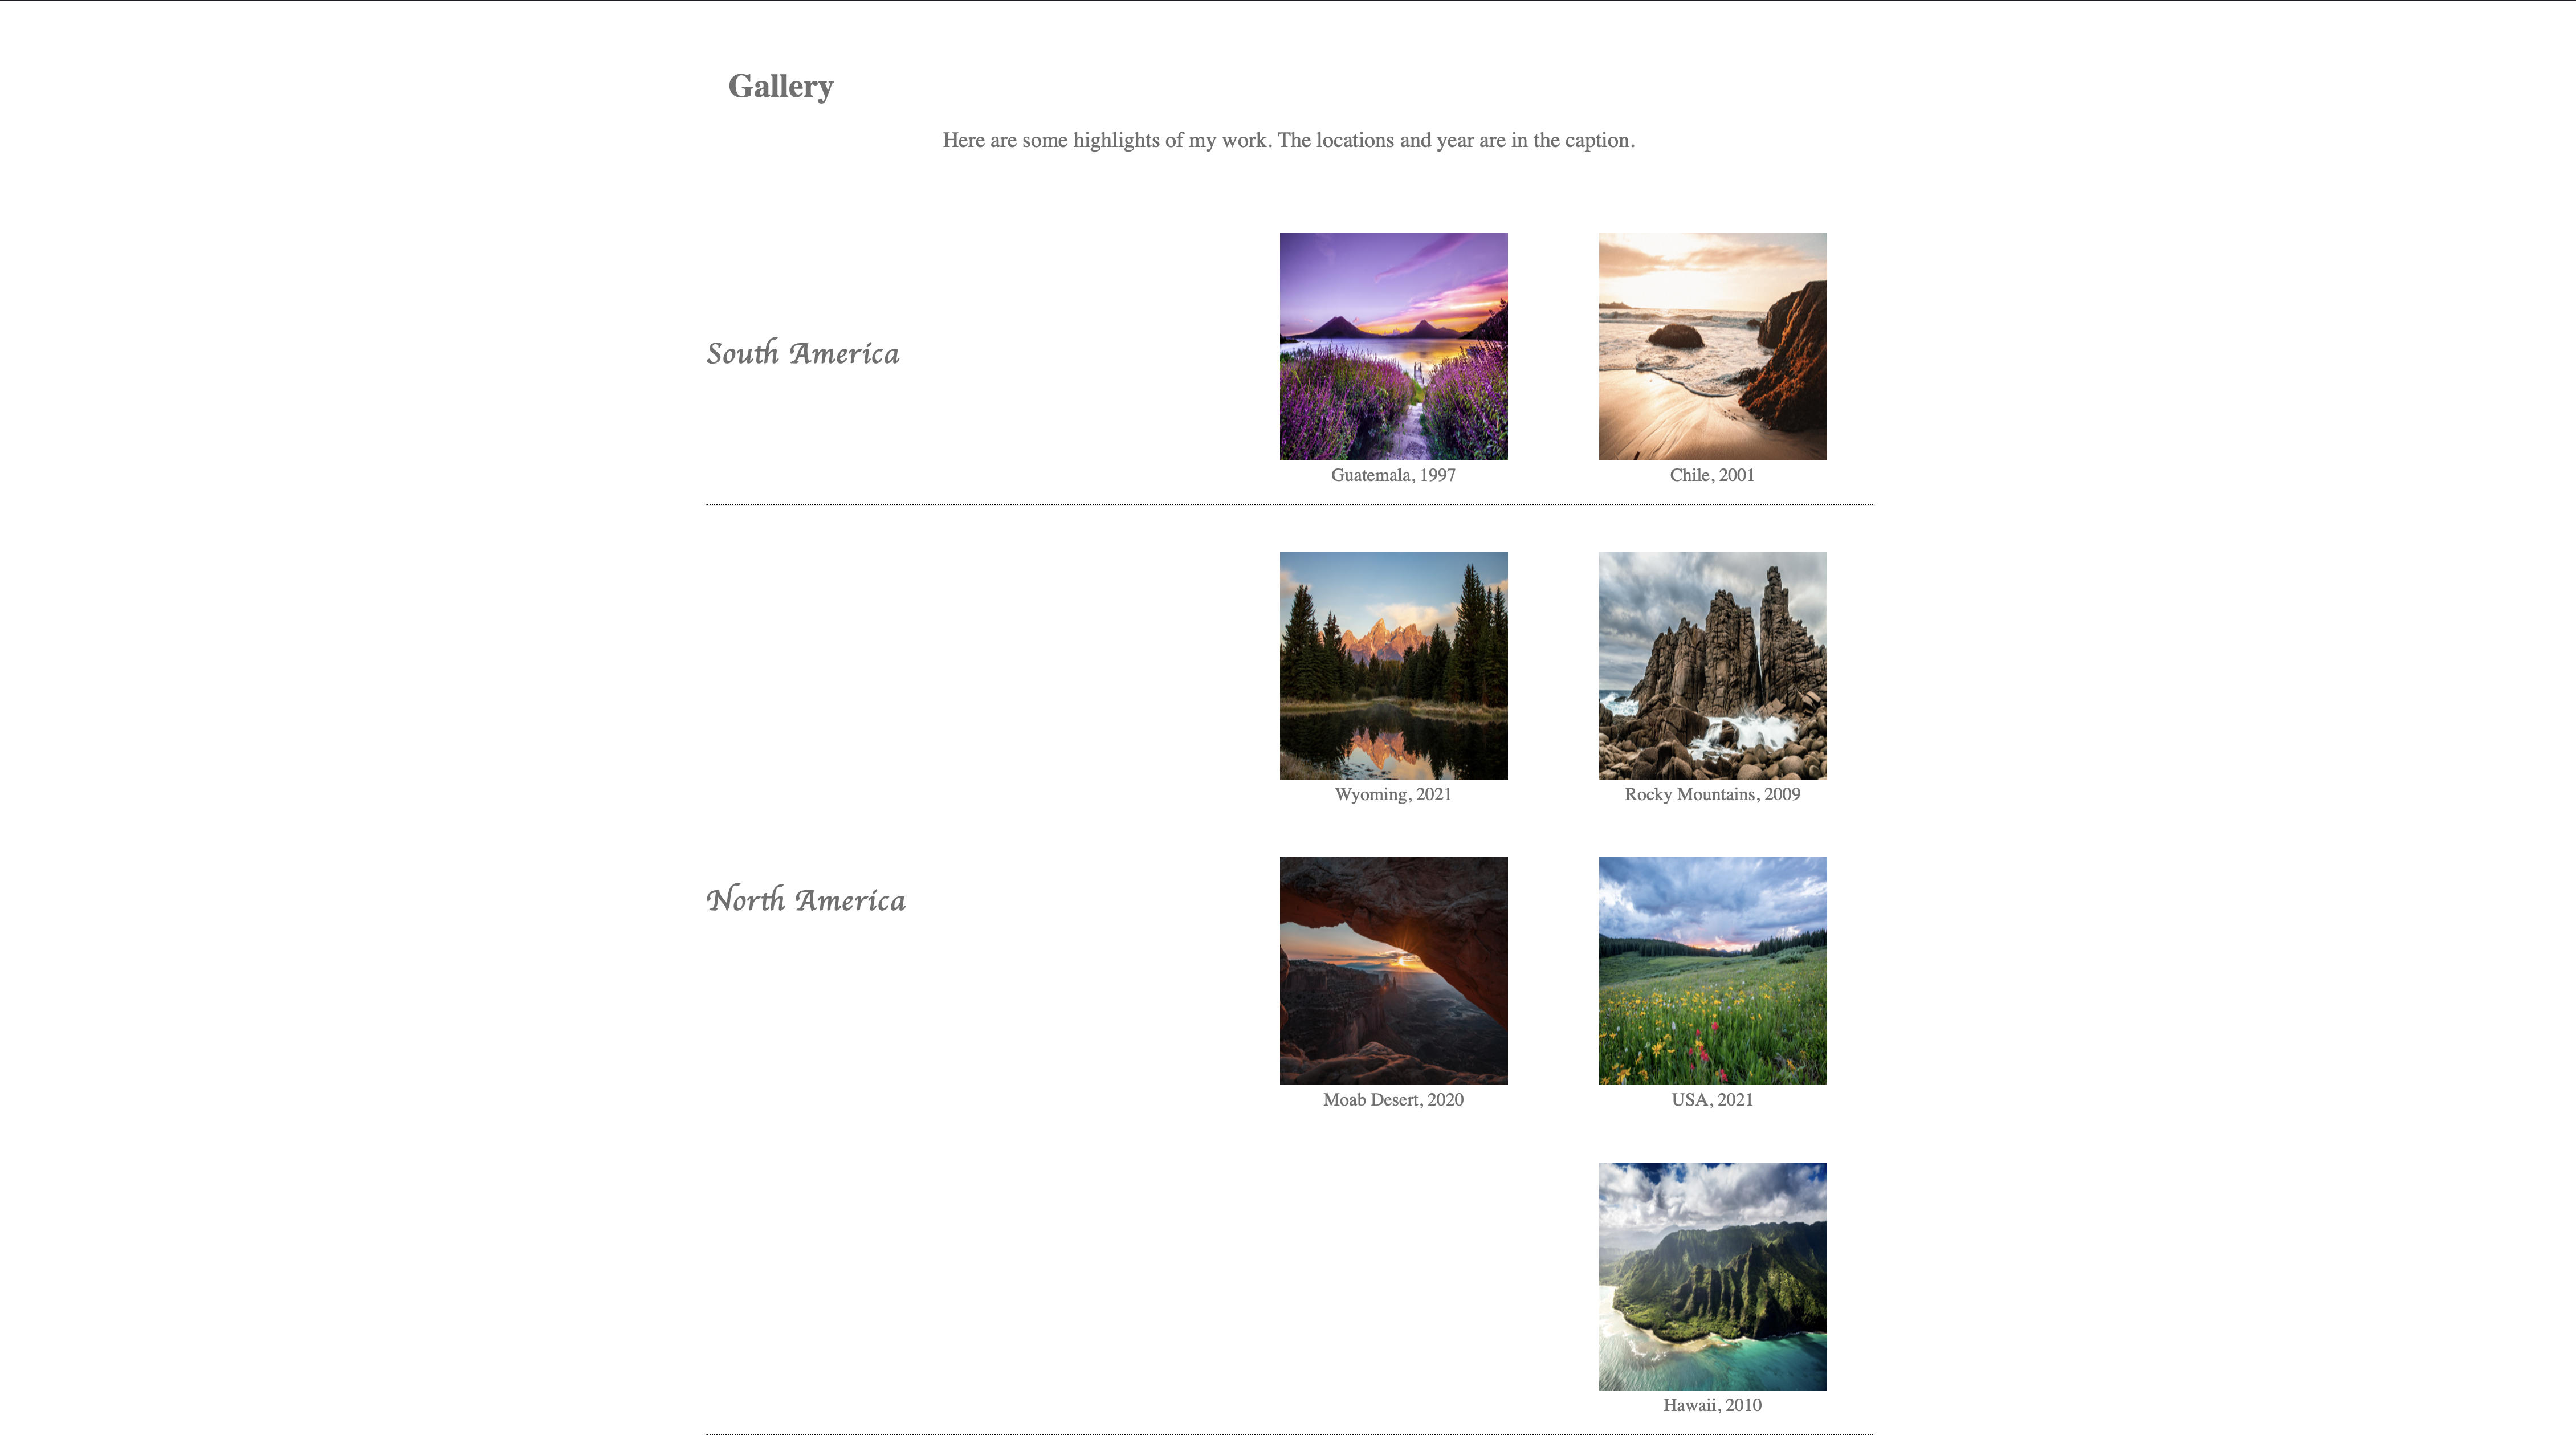 Gallery
Here are some highlights of my work. The locations and year are in the caption.
South America
Guatemala, 1997
Chile, 2001
Wyoming, 2021
Rocky Mountains, 2009
North America
Moab Desert, 2020
USA, 2021
Hawaii, 2010